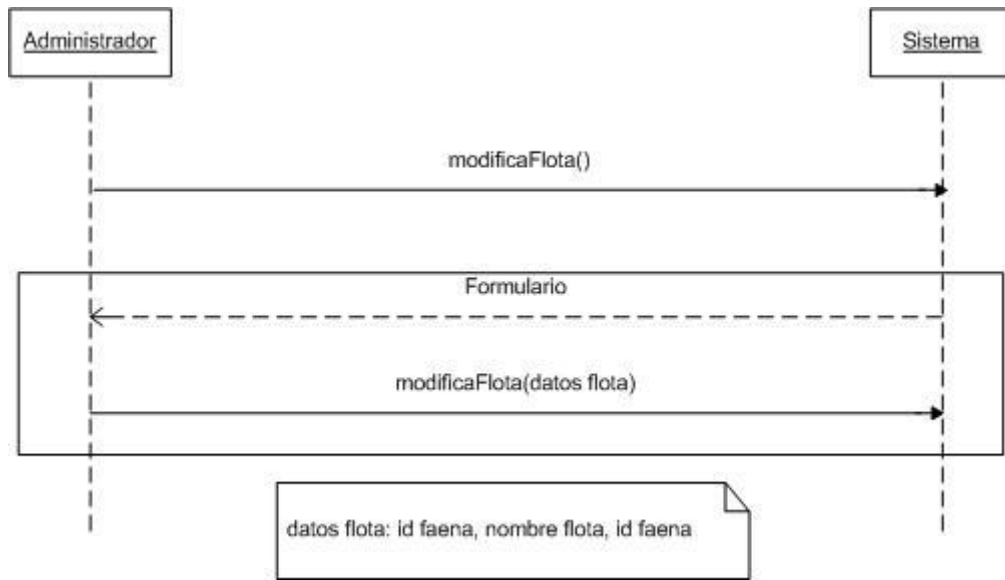 Administrador
Sistema
modificaFlota()
Formulario
modificaFlota(datos flota)
datos flota: id faena, nombre flota, id faena